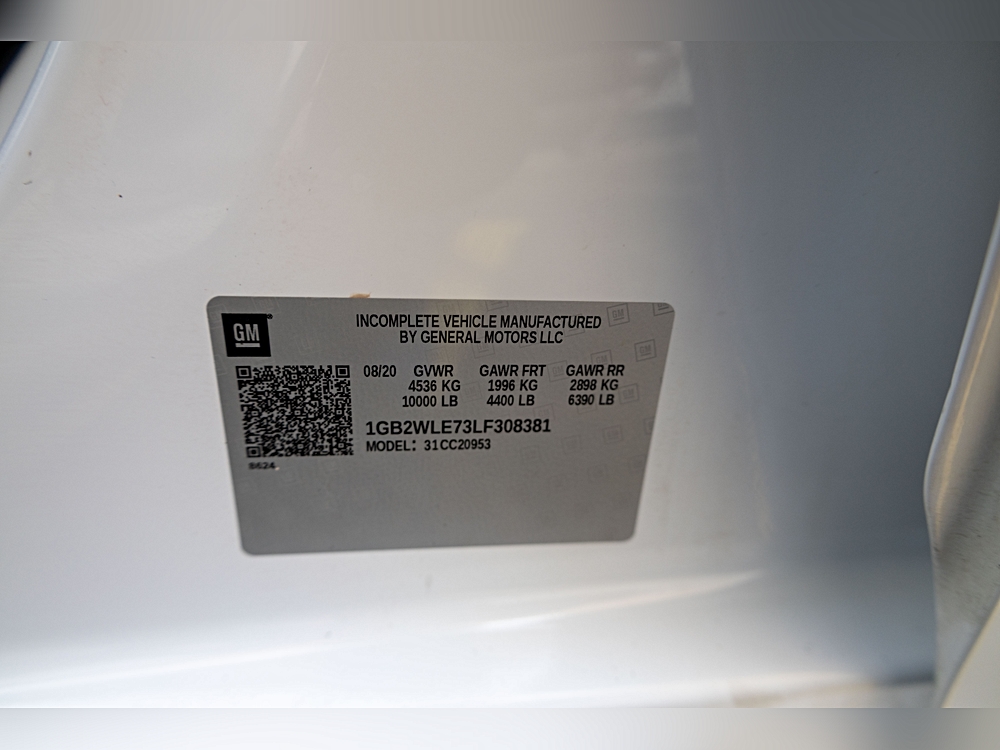 GM
INCOMPLETE VEHICLE MANUFACTURED
BY GENERAL MOTORS LLC
08/20 GVWR GAWR FRT GAWR RR
4536 KG 1996 KG 2898 KG
10000 LB 4400 LB 6390 LB
1GB2WLE73LF308381
MODEL: 31CC20953
8624